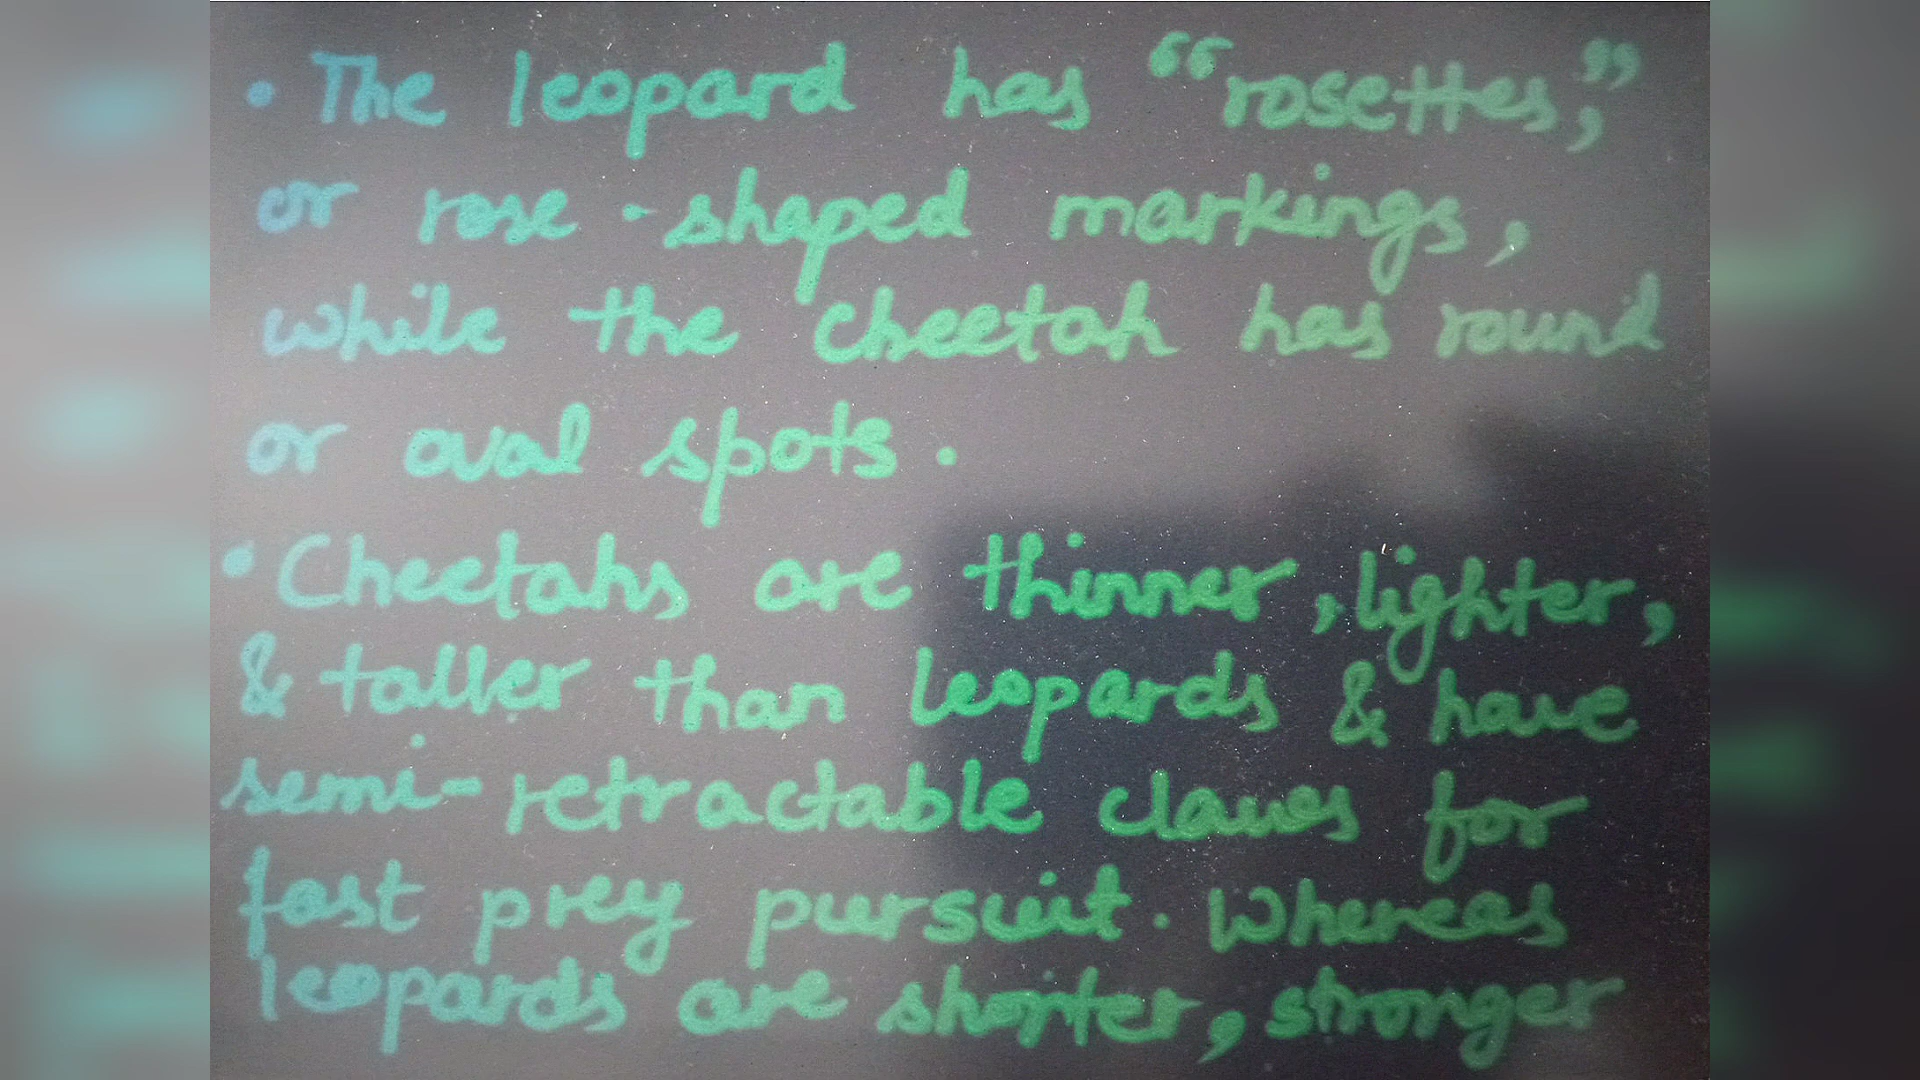 • The leopard has “rosettes,”
or rose-shaped markings,
while the cheetah has round
or oval spots.
• Cheetahs are thinner, lighter,
& taller than leopards & have
semi-retractable claws for
fast prey pursuit. Whereas
leopards are shorter, stronger